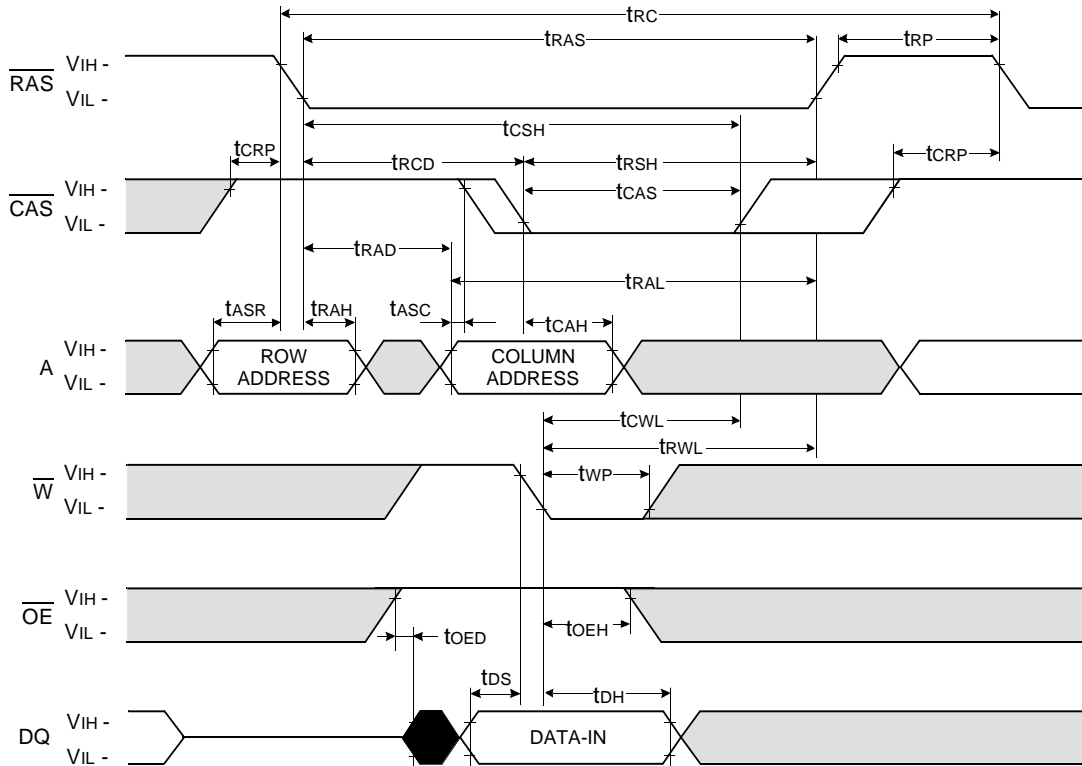 tRC
tRAS
tRP
RAS
VIH -
VIL -
tCSH
tCRP
tRCD
tRSH
tCRP
CAS
VIH -
VIL -
tCAS
tRAD
tRAL
tASR
tRAH
tASC
tCAH
A
VIH -
VIL -
ROW
ADDRESS
COLUMN
ADDRESS
tCWL
tRWL
W
VIH -
VIL -
tWP
OE
VIH -
VIL -
tOED
tOEH
tDS
tDH
DQ
VIH -
VIL -
DATA-IN